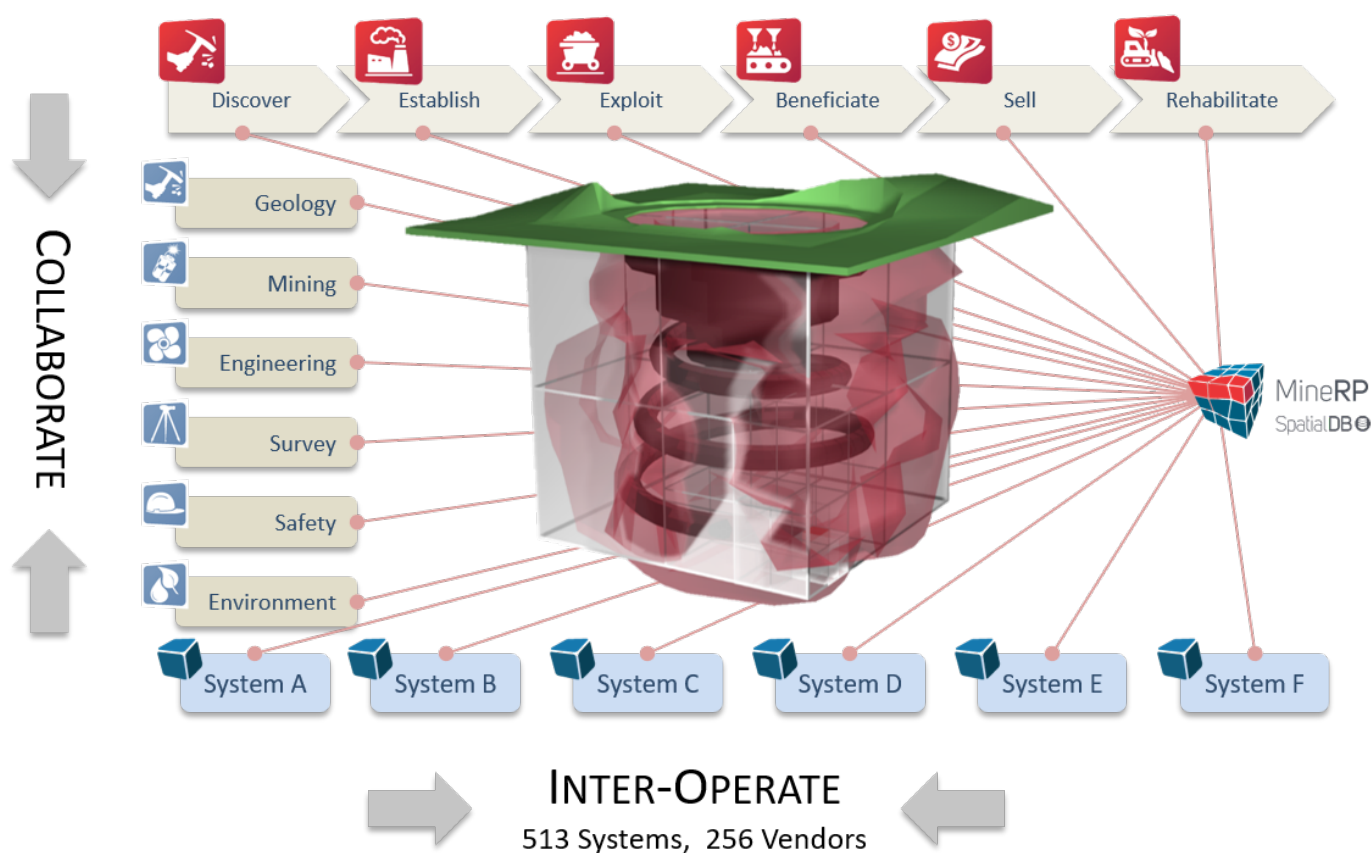 Discover
Establish
Exploit
Beneficiate
Sell
Rehabilitate
COLLABORATE
Geology
Mining
Engineering
Survey
Safety
Environment
MineRP
SpatialDB
System A
System B
System C
System D
System E
System F
INTER-OPERATE
513 Systems, 256 Vendors